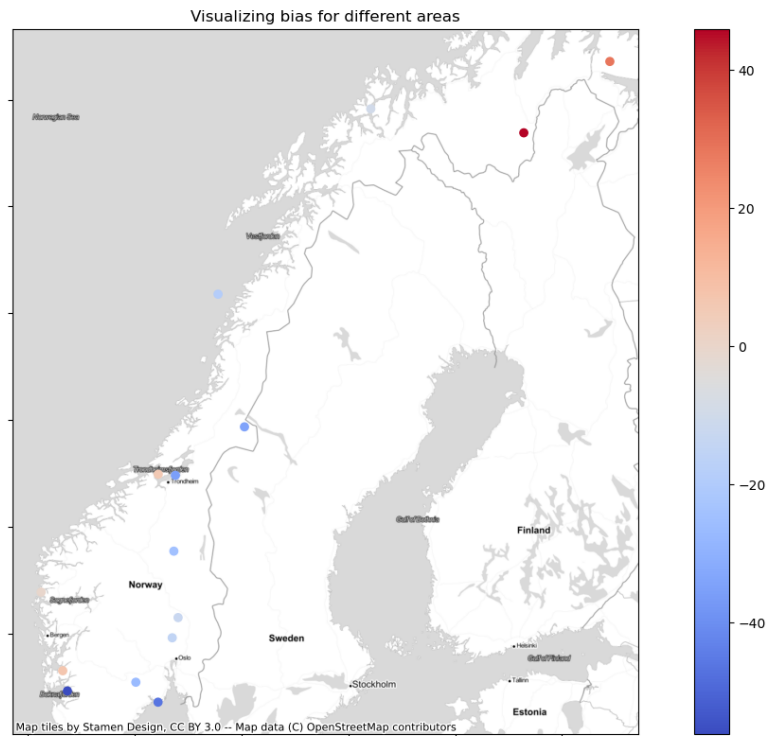 Visualizing bias for different areas
40
Norwegian Sea
20
Vestfjorden
0
Trondheimsfjorden
Trondheim
−20
Gulf of Bothnia
Finland
Norway
Sognefjorden
Bergen
Sweden
Helsinki
Oslo
Gulf of Finland
−40
Tallinn
Stockholm
Boknafjorden
Estonia
Map tiles by Stamen Design, CC BY 3.0 -- Map data (C) OpenStreetMap contributors